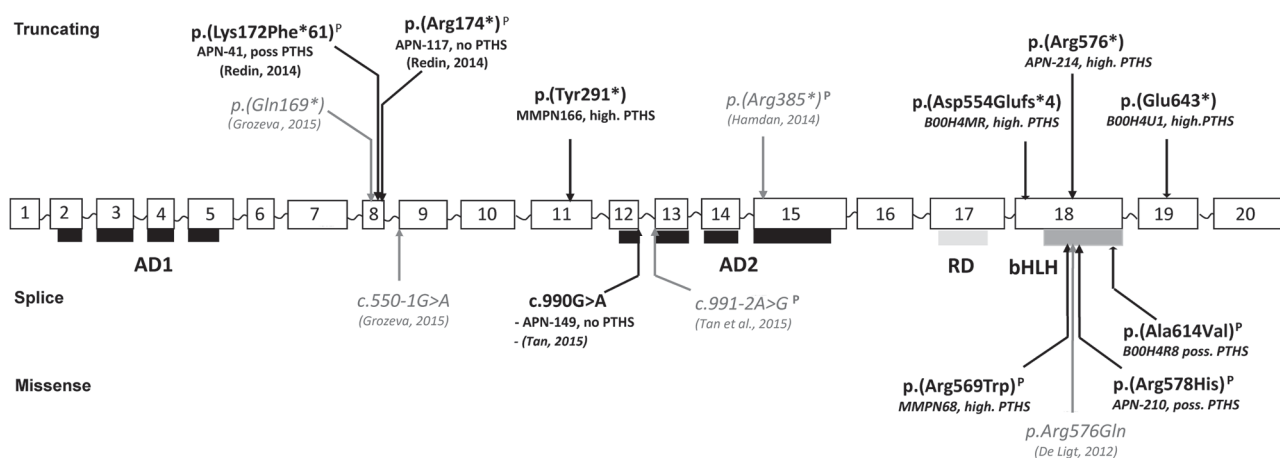 Truncating
p.(Lys172Phe*61)ᴾ
APN-41, poss PTHS
(Redin, 2014)
p.(Arg174*)ᴾ
APN-117, no PTHS
(Redin, 2014)
p.(Gln169*)
(Grozeva, 2015)
p.(Tyr291*)
MMPN166, high. PTHS
p.(Arg385*)ᴾ
(Hamdan, 2014)
p.(Asp554Glufs*4)
B00H4MR, high. PTHS
p.(Arg576*)
APN-214, high. PTHS
p.(Glu643*)
B00H4U1, high.PTHS
1 2 3 4 5 6 7 8 9 10 11 12 13 14 15 16 17 18 19 20
AD1 AD2 RD bHLH
Splice
c.550-1G>A
(Grozeva, 2015)
c.990G>A
- APN-149, no PTHS
- (Tan, 2015)
c.991-2A>G ᴾ
(Tan et al., 2015)
p.(Ala614Val)ᴾ
B00H4R8 poss. PTHS
Missense
p.(Arg569Trp)ᴾ
MMPN68, high. PTHS
p.(Arg578His)ᴾ
APN-210, poss. PTHS
p.Arg576Gln
(De Ligt, 2012)